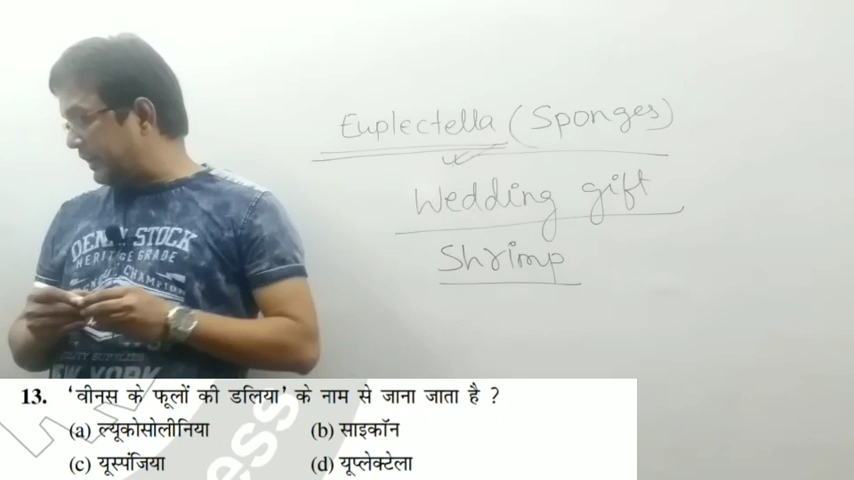 Euplectella (Sponges)
Wedding gift
Shrimp
DENIM STOCK
HERITAGE GRADE
CHAMPION
NEW YORK
13. 'वीनस के फूलों की डलिया' के नाम से जाना जाता है ?
(a) ल्यूकोसोलीनिया (b) साइकॉन
(c) यूस्पंजिया (d) यूप्लेक्टेला